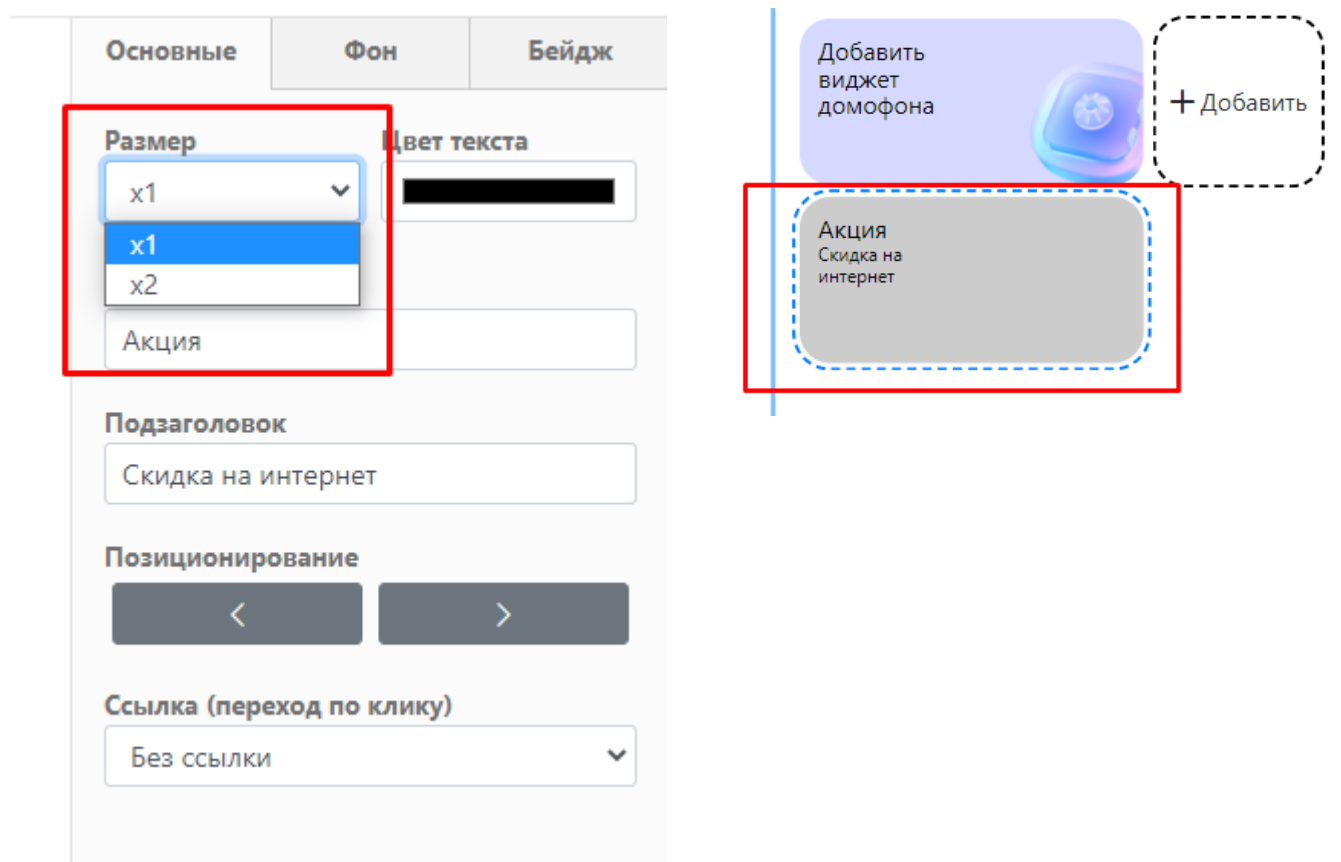 Основные Фон Бейдж
Размер Цвет текста
x1
x1
x2
Акция
Подзаголовок
Скидка на интернет
Позиционирование
< >
Ссылка (переход по клику)
Без ссылки
Добавить
виджет
домофона
+ Добавить
Акция
Скидка на
интернет